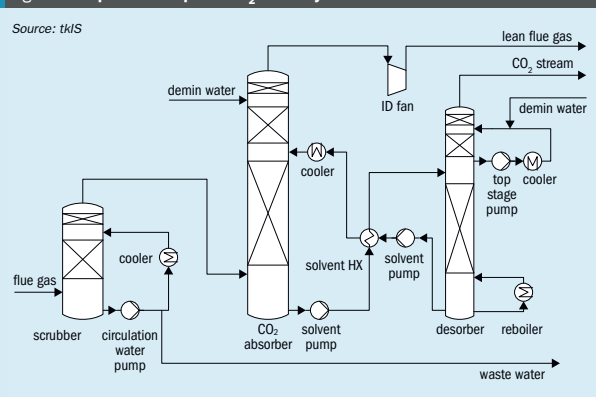 Source: tkIS
lean flue gas
CO2 stream
demin water
demin water
ID fan
cooler
top
stage
pump
cooler
cooler
solvent HX
solvent
pump
flue gas
scrubber
circulation
water
pump
CO2
absorber
solvent
pump
desorber
reboiler
waste water